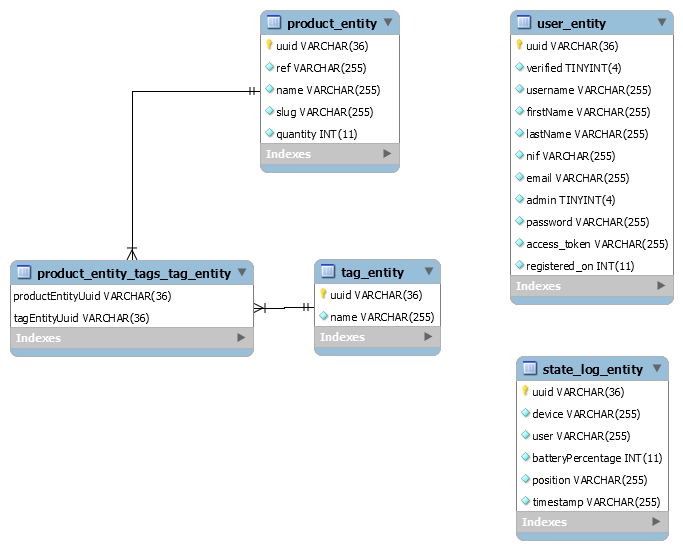 product_entity
uuid VARCHAR(36)
ref VARCHAR(255)
name VARCHAR(255)
slug VARCHAR(255)
quantity INT(11)
Indexes
user_entity
uuid VARCHAR(36)
verified TINYINT(4)
username VARCHAR(255)
firstName VARCHAR(255)
lastName VARCHAR(255)
nif VARCHAR(255)
email VARCHAR(255)
admin TINYINT(4)
password VARCHAR(255)
access_token VARCHAR(255)
registered_on INT(11)
Indexes
product_entity_tags_tag_entity
productEntityUuid VARCHAR(36)
tagEntityUuid VARCHAR(36)
Indexes
tag_entity
uuid VARCHAR(36)
name VARCHAR(255)
Indexes
state_log_entity
uuid VARCHAR(36)
device VARCHAR(255)
user VARCHAR(255)
batteryPercentage INT(11)
position VARCHAR(255)
timestamp VARCHAR(255)
Indexes